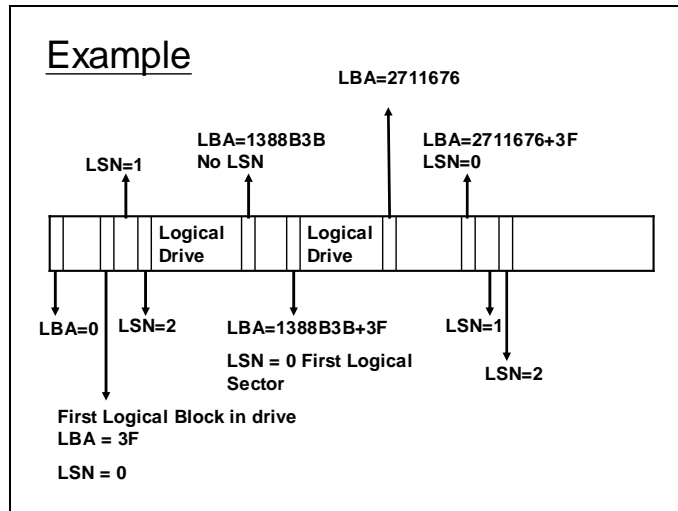 Example
LBA=2711676
LBA=1388B3B
No LSN
LBA=2711676+3F
LSN=0
LSN=1
Logical
Drive
Logical
Drive
LBA=0
LSN=2
LBA=1388B3B+3F
LSN = 0 First Logical
Sector
LSN=1
LSN=2
First Logical Block in drive
LBA = 3F
LSN = 0